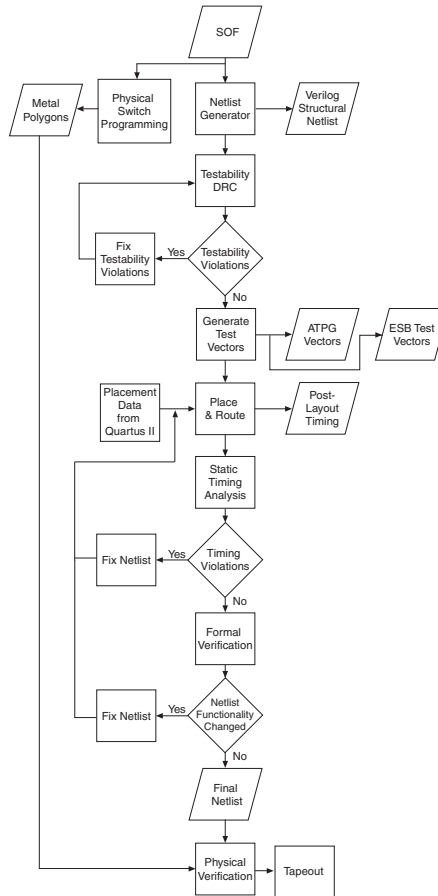 SOF
Metal
Polygons
Physical
Switch
Programming
Netlist
Generator
Verilog
Structural
Netlist
Testability
DRC
Fix
Testability
Violations
Yes
Testability
Violations
No
Generate
Test
Vectors
ATPG
Vectors
ESB Test
Vectors
Placement
Data
from
Quartus II
Place
& Route
Post-
Layout
Timing
Static
Timing
Analysis
Fix Netlist
Yes
Timing
Violations
No
Formal
Verification
Fix Netlist
Yes
Netlist
Functionality
Changed
No
Final
Netlist
Physical
Verification
Tapeout